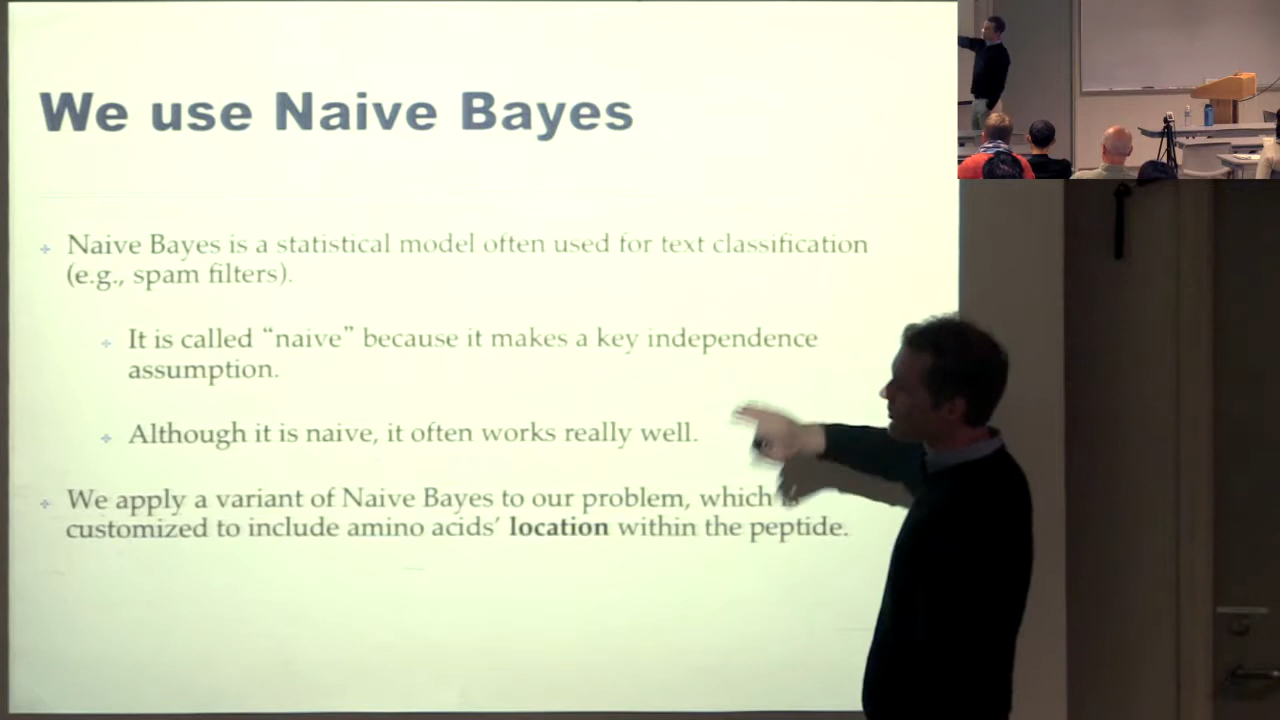 We use Naive Bayes
Naive Bayes is a statistical model often used for text classification
(e.g., spam filters).
It is called “naive” because it makes a key independence
assumption.
Although it is naive, it often works really well.
We apply a variant of Naive Bayes to our problem, which
customized to include amino acids’ location within the peptide.